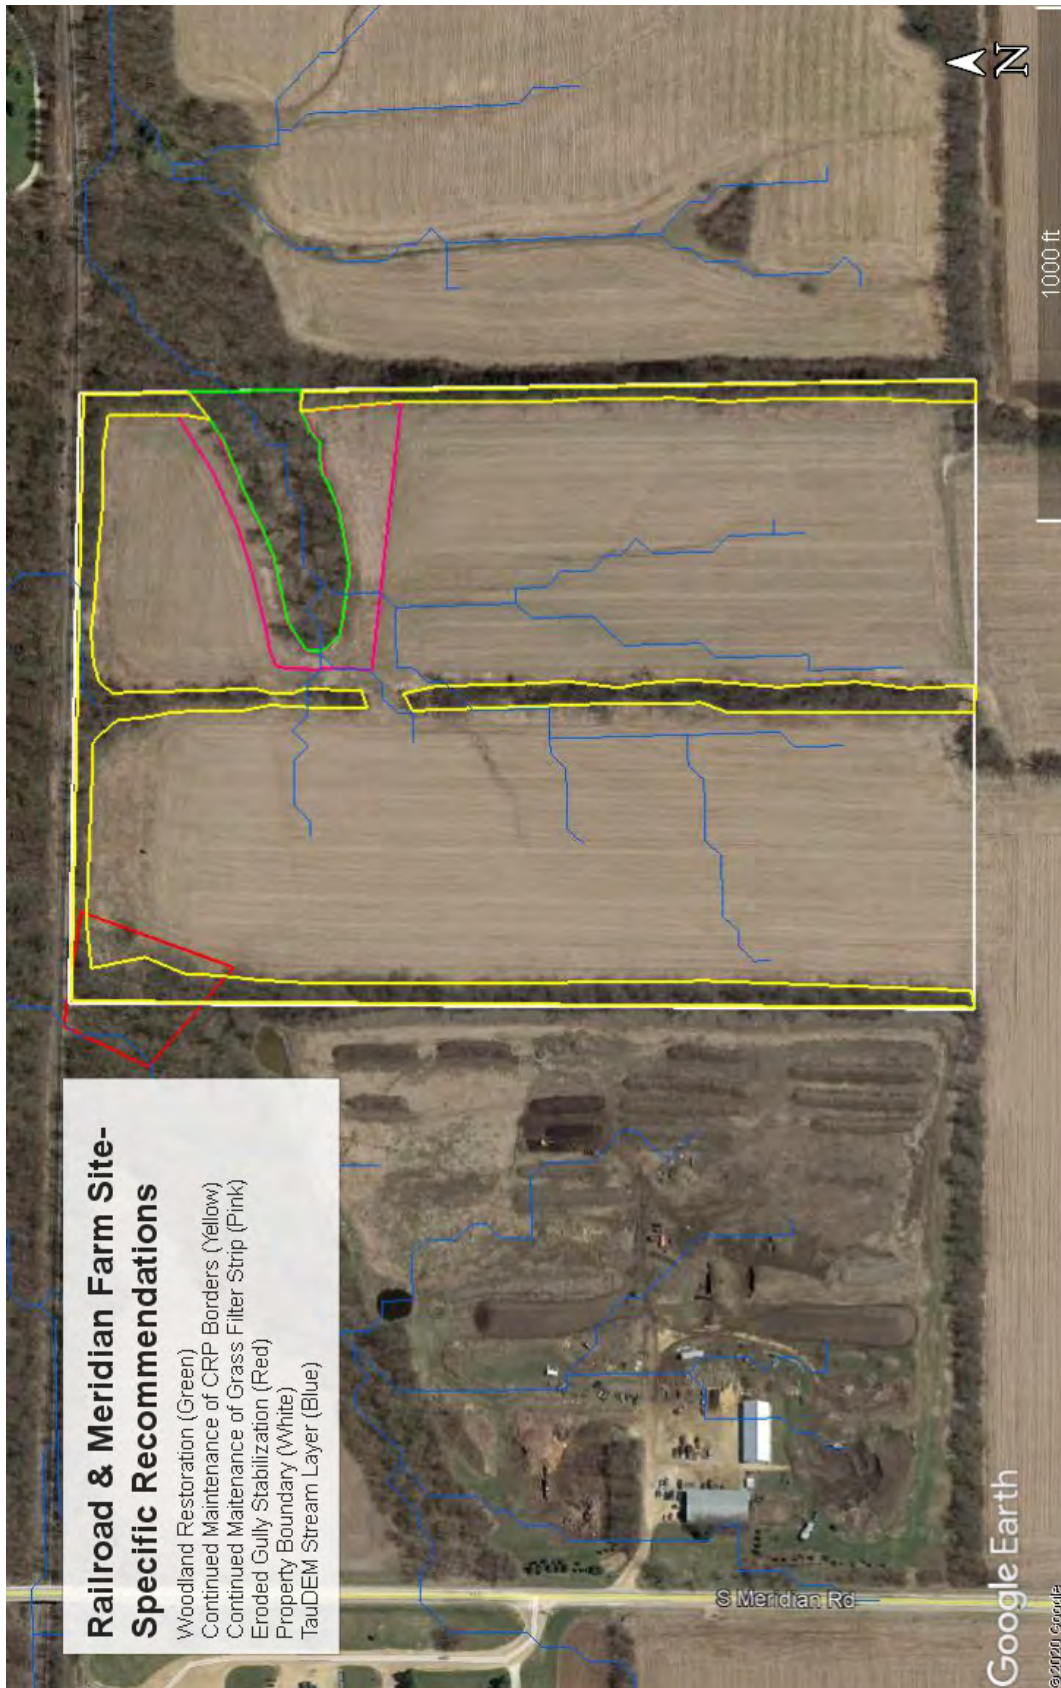 Railroad & Meridian Farm Site-
Specific Recommendations
Woodland Restoration (Green)
Continued Maintenance of CRP Borders (Yellow)
Continued Maitenance of Grass Filter Strip (Pink)
Eroded Gully Stabilization (Red)
Property Boundary (White)
TauDEM Stream Layer (Blue)
S Meridian Rd
N
1000 ft
Google Earth
©2020 Google